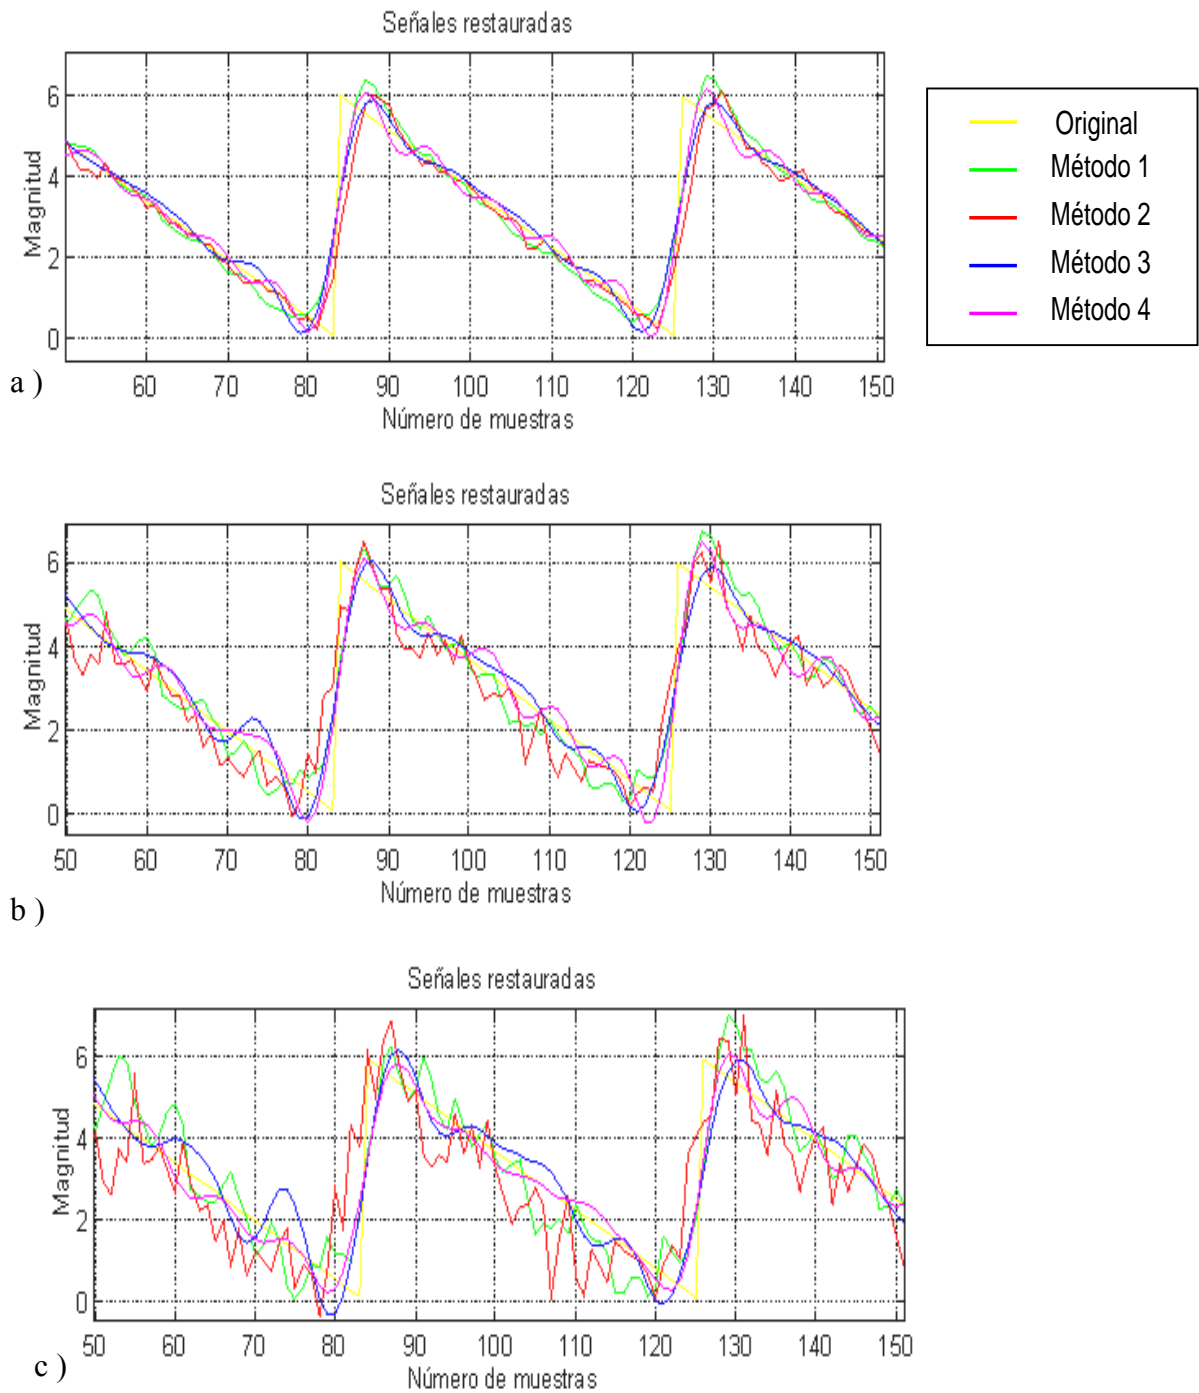 Señales restauradas
6
4
2
0
Magnitud
60 70 80 90 100 110 120 130 140 150
Número de muestras
a )
Original
Método 1
Método 2
Método 3
Método 4
Señales restauradas
6
4
2
0
Magnitud
50 60 70 80 90 100 110 120 130 140 150
Número de muestras
b )
Señales restauradas
6
4
2
0
Magnitud
50 60 70 80 90 100 110 120 130 140 150
Número de muestras
c )